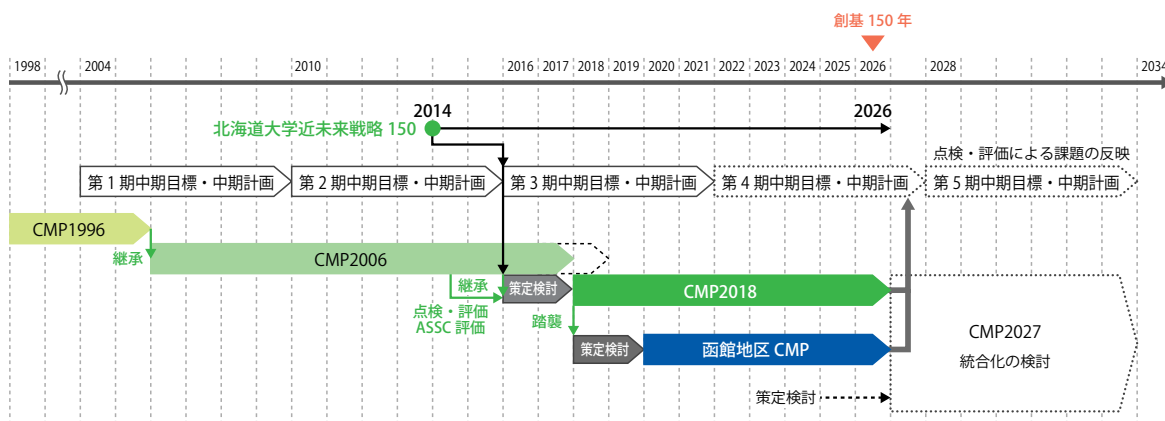 創基 150 年
1998
2004
2010
2016
2017
2018
2019
2020
2021
2022
2023
2024
2025
2026
2028
2034
2014
2026
北海道大学近未来戦略 150
点検・評価による課題の反映
第 1 期中期目標・中期計画
第 2 期中期目標・中期計画
第 3 期中期目標・中期計画
第 4 期中期目標・中期計画
第 5 期中期目標・中期計画
CMP1996
継承
CMP2006
継承
点検・評価
ASSC 評価
策定検討
CMP2018
踏襲
策定検討
函館地区 CMP
CMP2027
統合化の検討
策定検討